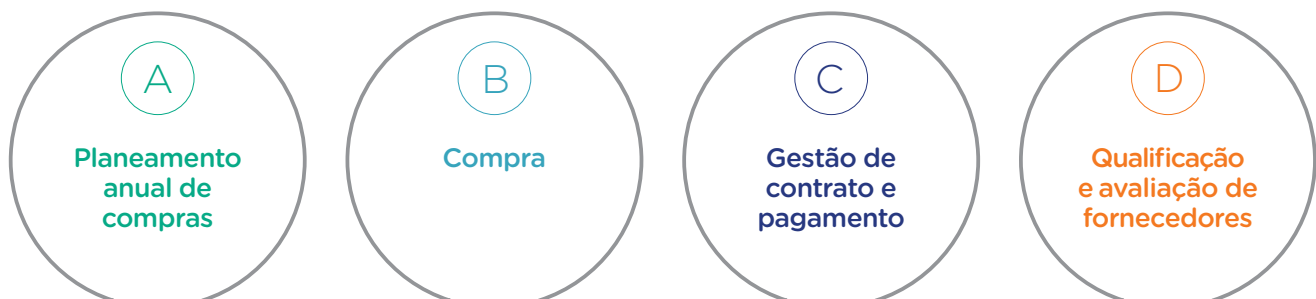 A
Planeamento
anual de
compras
B
Compra
C
Gestão de
contrato e
pagamento
D
Qualificação
e avaliação de
fornecedores